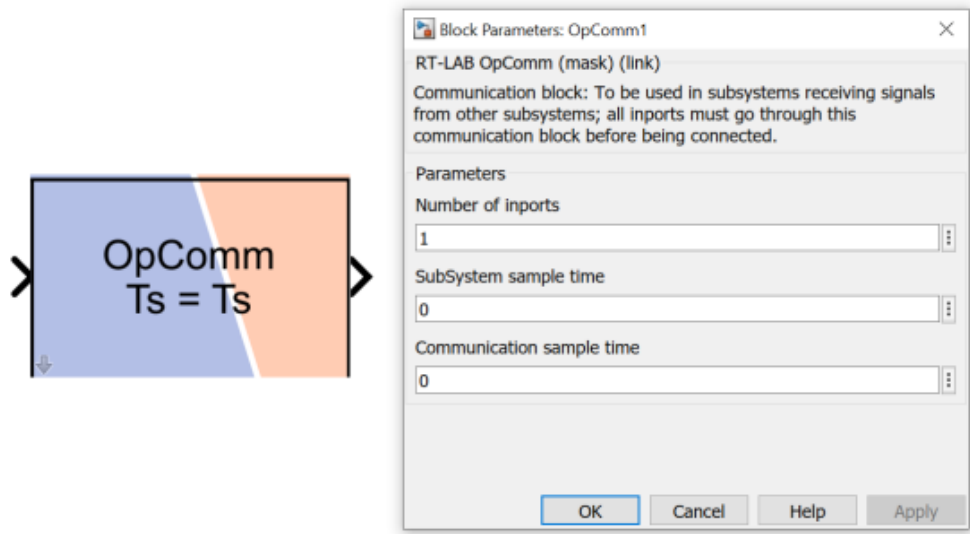 OpComm
Ts = Ts
Block Parameters: OpComm1
RT-LAB OpComm (mask) (link)
Communication block: To be used in subsystems receiving signals
from other subsystems; all inports must go through this
communication block before being connected.
Parameters
Number of inports
1
SubSystem sample time
0
Communication sample time
0
OK
Cancel
Help
Apply